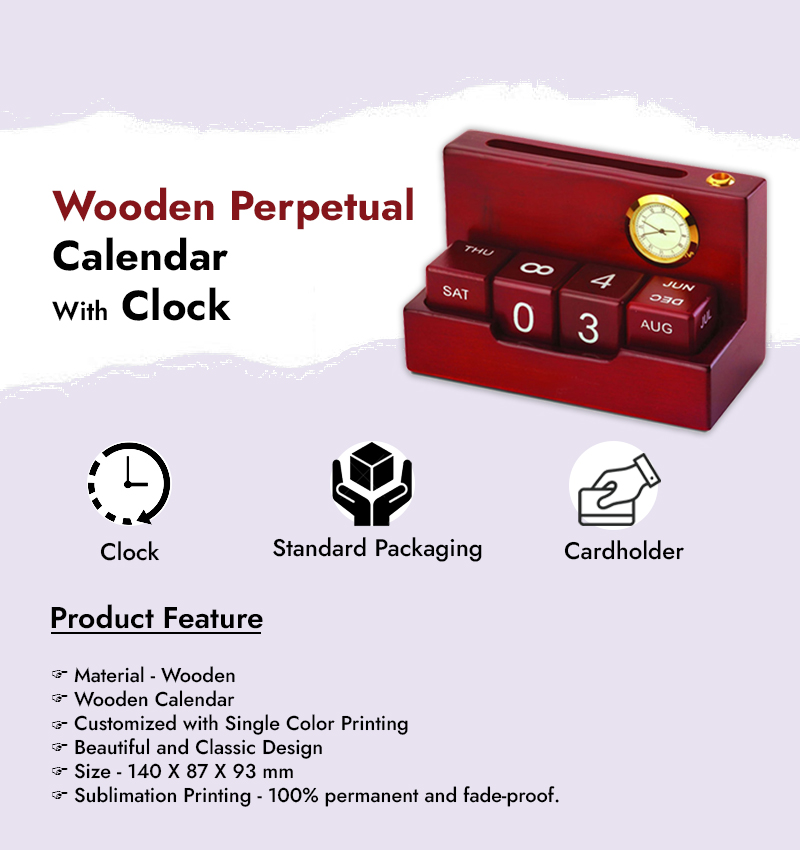 Wooden Perpetual
Calendar
With Clock
THU
SAT
8
0
4
3
JUN
DEC
AUG
JUL
Clock
Standard Packaging
Cardholder
Product Feature
☞ Material - Wooden
☞ Wooden Calendar
☞ Customized with Single Color Printing
☞ Beautiful and Classic Design
☞ Size - 140 X 87 X 93 mm
☞ Sublimation Printing - 100% permanent and fade-proof.